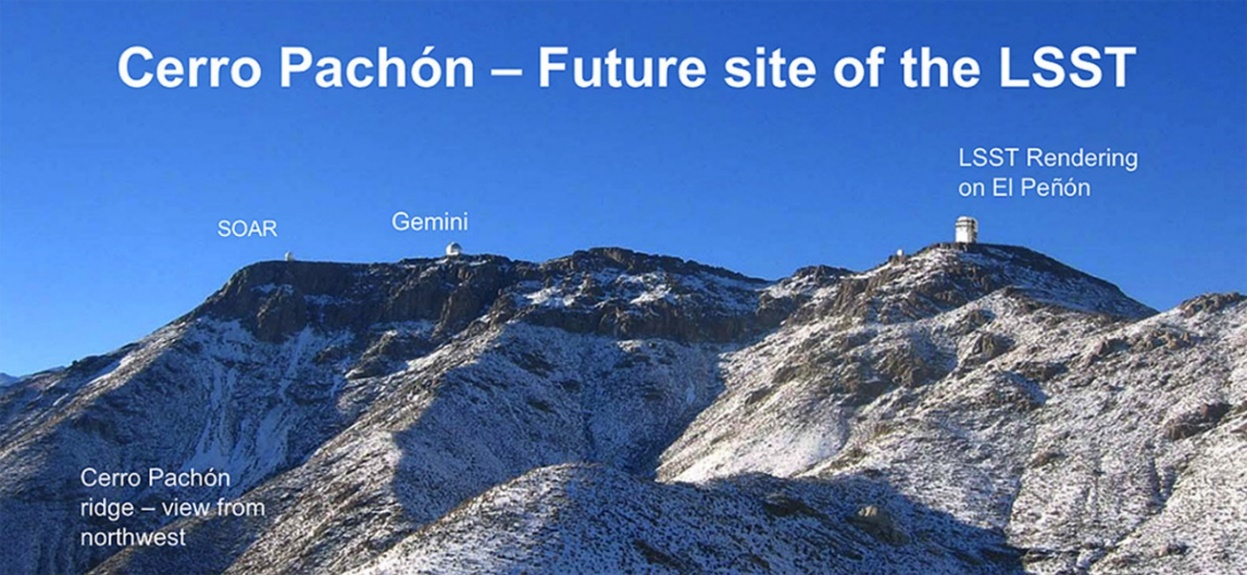 Cerro Pachón – Future site of the LSST
LSST Rendering
on El Peñón
SOAR
Gemini
Cerro Pachón
ridge – view from
northwest